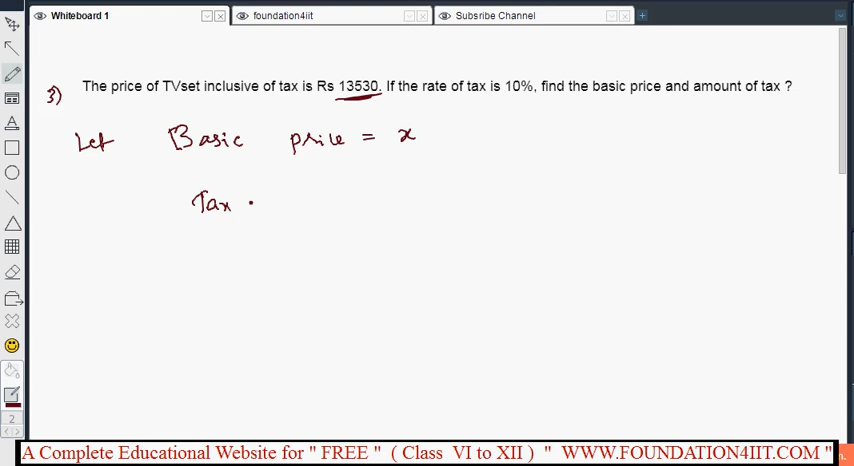 Whiteboard 1
foundation4iit
Subsribe Channel
The price of TVset inclusive of tax is Rs 13530. If the rate of tax is 10%, find the basic price and amount of tax ?
3)
Let Basic price = x
Tax
2
A Complete Educational Website for " FREE " ( Class VI to XII ) " WWW.FOUNDATION4IIT.COM "